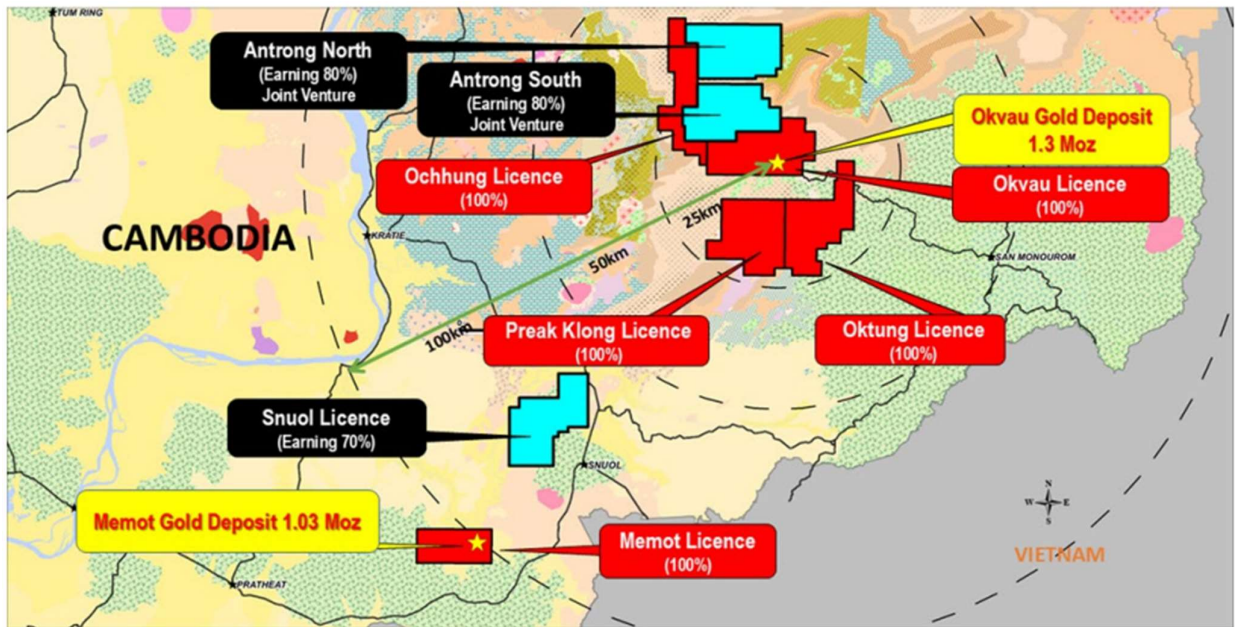 TUM RING
Antrong North
(Earning 80%)
Joint Venture
Antrong South
(Earning 80%)
Joint Venture
Okvau Gold Deposit
1.3 Moz
Ochhung Licence
(100%)
Okvau Licence
(100%)
CAMBODIA
KRATIE
25km
50km
SAN MONOUROM
100km
Preak Klong Licence
(100%)
Oktung Licence
(100%)
Snuol Licence
(Earning 70%)
SNUOL
N
W E
S
Memot Gold Deposit 1.03 Moz
Memot Licence
(100%)
VIETNAM
PRATHEAT